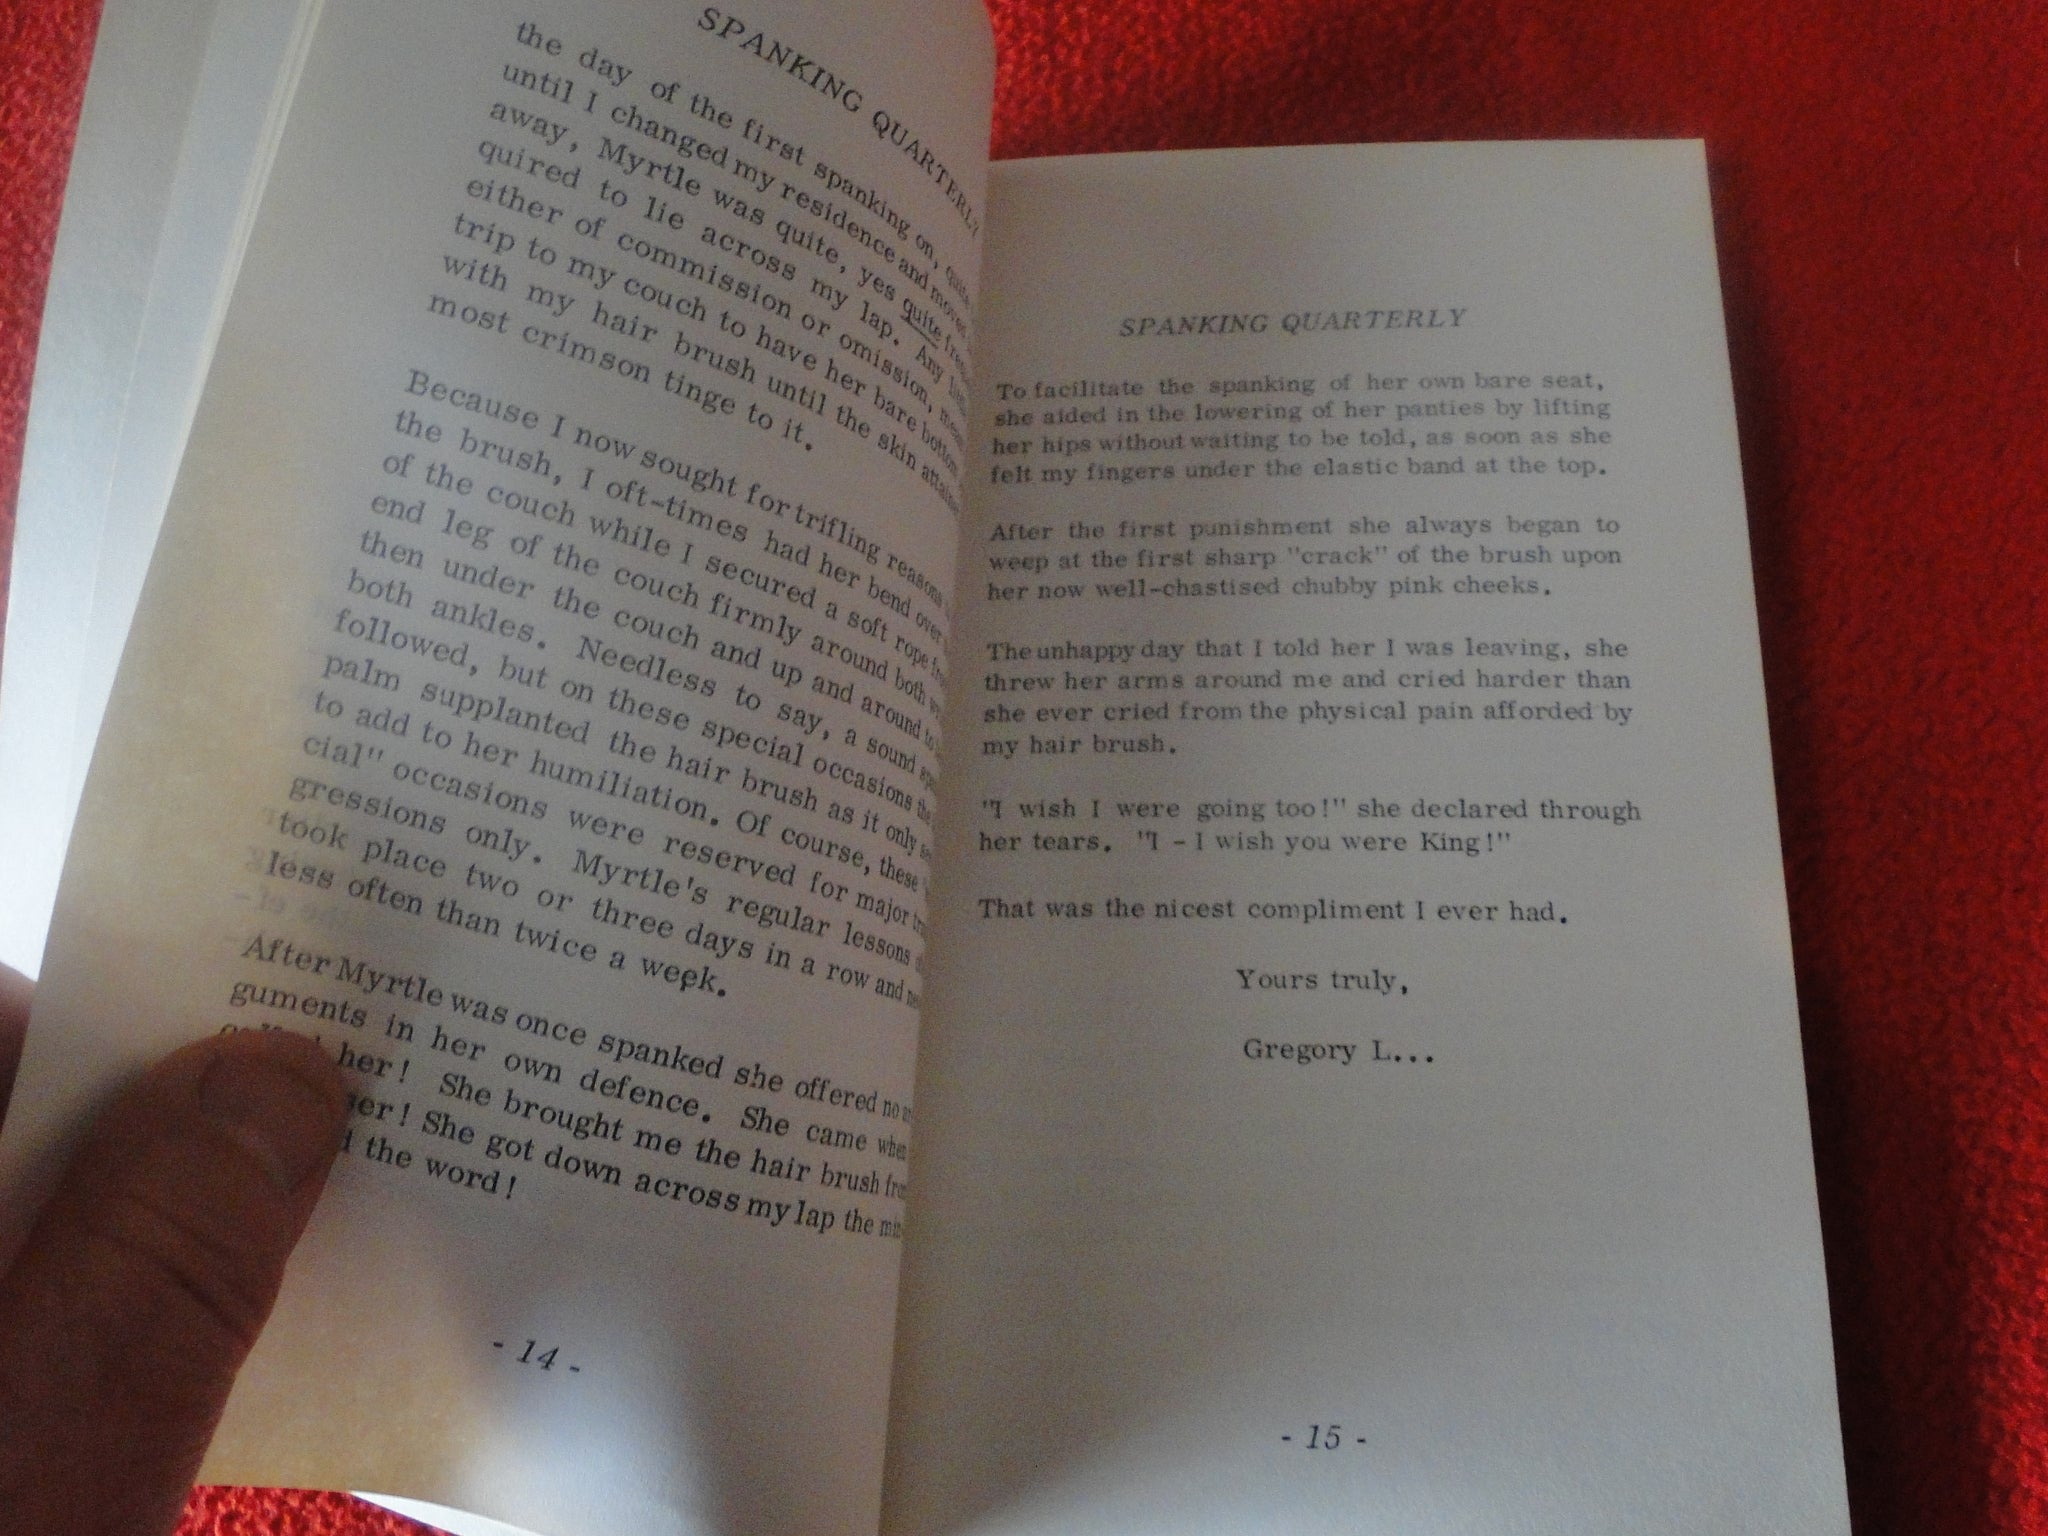 SPANKING QUARTERLY
the day of the first spanking on, quite
until I changed my residence and moved
away, Myrtle was quite, yes quite
quired to lie across my lap. Any
either of commission or omission,
trip to my couch to have her bare bottom
with my hair brush until the skin
most crimson tinge to it.
Because I now sought for trifling reasons
the brush, I oft-times had her bend over
of the couch while I secured a soft rope
end leg of the couch firmly around both
then under the couch and up and around
both ankles. Needless to say, a sound
followed, but on these special occasions the
palm supplanted the hair brush as it only
to add to her humiliation. Of course, these
cial" occasions were reserved for major
gressions only. Myrtle's regular lessons
took place two or three days in a row and
less often than twice a week.
After Myrtle was once spanked she offered no
guments in her own defence. She came when
her! She brought me the hair brush
her! She got down across my lap the
the word!
- 14 -
SPANKING QUARTERLY
To facilitate the spanking of her own bare seat,
she aided in the lowering of her panties by lifting
her hips without waiting to be told, as soon as she
felt my fingers under the elastic band at the top.
After the first punishment she always began to
weep at the first sharp "crack" of the brush upon
her now well-chastised chubby pink cheeks.
The unhappy day that I told her I was leaving, she
threw her arms around me and cried harder than
she ever cried from the physical pain afforded by
my hair brush.
"I wish I were going too!" she declared through
her tears. "I - I wish you were King!"
That was the nicest compliment I ever had.
Yours truly,
Gregory L...
- 15 -